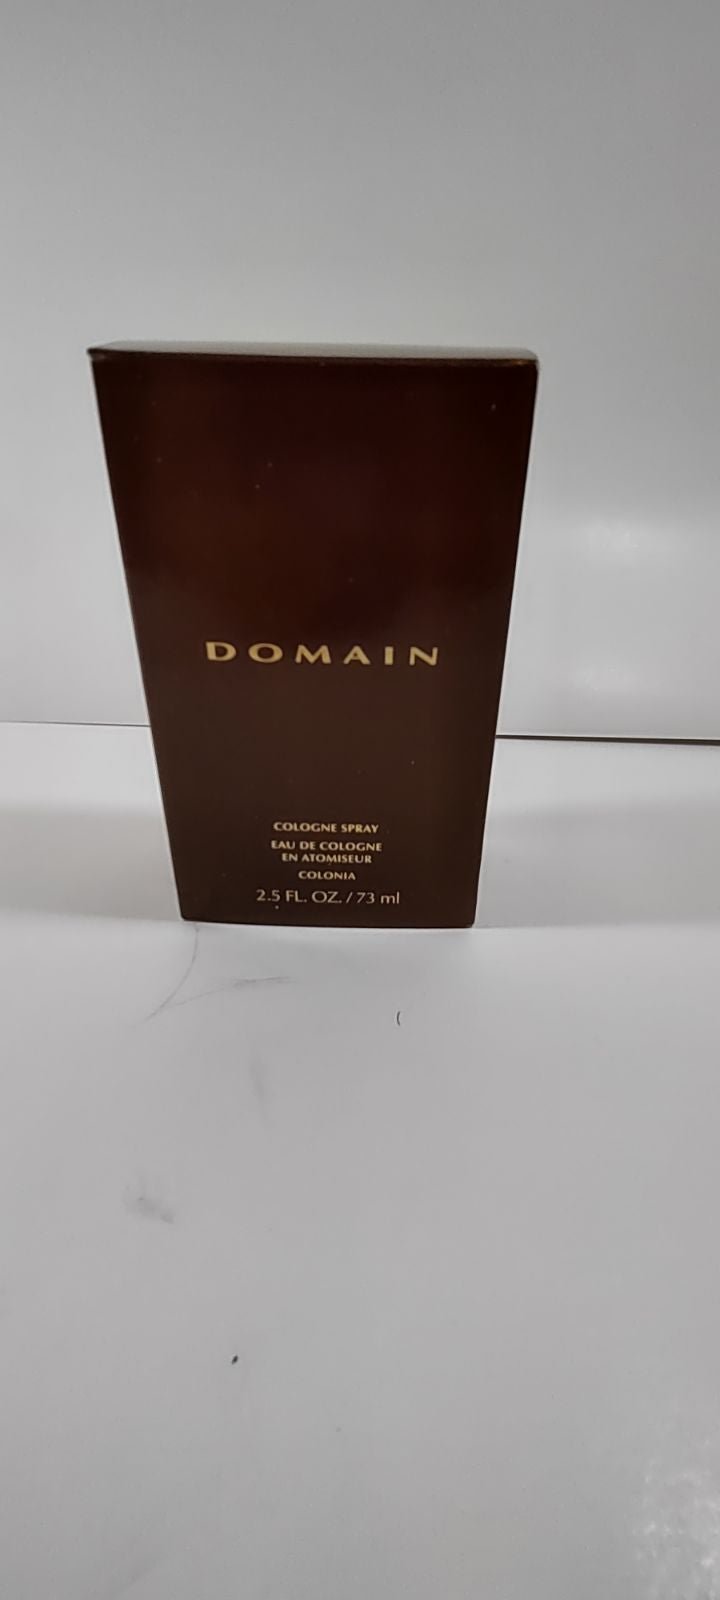 DOMAIN
COLOGNE SPRAY
EAU DE COLOGNE
EN ATOMISEUR
COLONIA
2.5 FL. OZ. / 73 ml